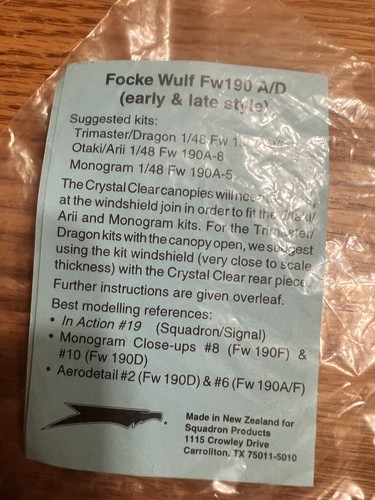 Focke Wulf Fw190 A/D
(early & late style)
Suggested kits:
Trimaster/Dragon 1/48 Fw
Otaki/Arii 1/48 Fw 190A-8
Monogram 1/48 Fw 190A-5
The Crystal Clear canopies will
at the windshield join in order to fit the
Arii and Monogram kits. For the Trimaster/
Dragon kits with the canopy open, we suggest
using the kit windshield (very close to scale
thickness) with the Crystal Clear rear piece.
Further instructions are given overleaf.
Best modelling references:
• In Action #19 (Squadron/Signal)
• Monogram Close-ups #8 (Fw 190F) &
#10 (Fw 190D)
• Aerodetail #2 (Fw 190D) & #6 (Fw 190A/F)
Made in New Zealand for
Squadron Products
1115 Crowley Drive
Carrollton, TX 75011-5010